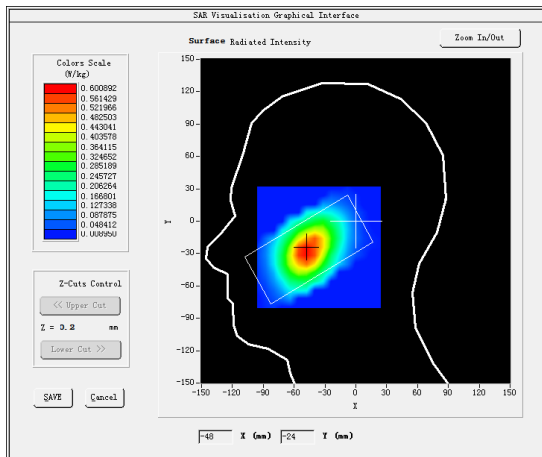 SAR Visualisation Graphical Interface
Surface Radiated Intensity
Zoom In/Out
Colors Scale
(W/kg)
0.600892
0.561429
0.521966
0.482503
0.443041
0.403578
0.364115
0.324652
0.285189
0.245727
0.206264
0.166801
0.127338
0.087875
0.048412
0.008950
150
120
90
60
30
0
-30
-60
-90
-120
-150
Y
-150 -120 -90 -60 -30 0 30 60 90 120 150
X
Z-Cuts Control
<< Upper Cut
Z = 0.2 mm
Lower Cut >>
SAVE Cancel
-48 X (mm) -24 Y (mm)